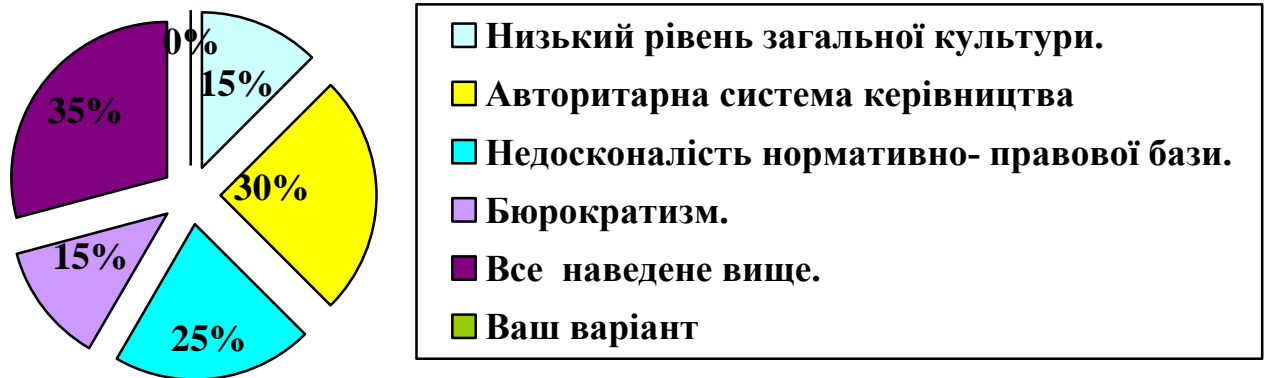 0%
15%
35%
30%
15%
25%
Низький рівень загальної культури.
Авторитарна система керівництва
Недосконалість нормативно- правової бази.
Бюрократизм.
Все наведене вище.
Ваш варіант